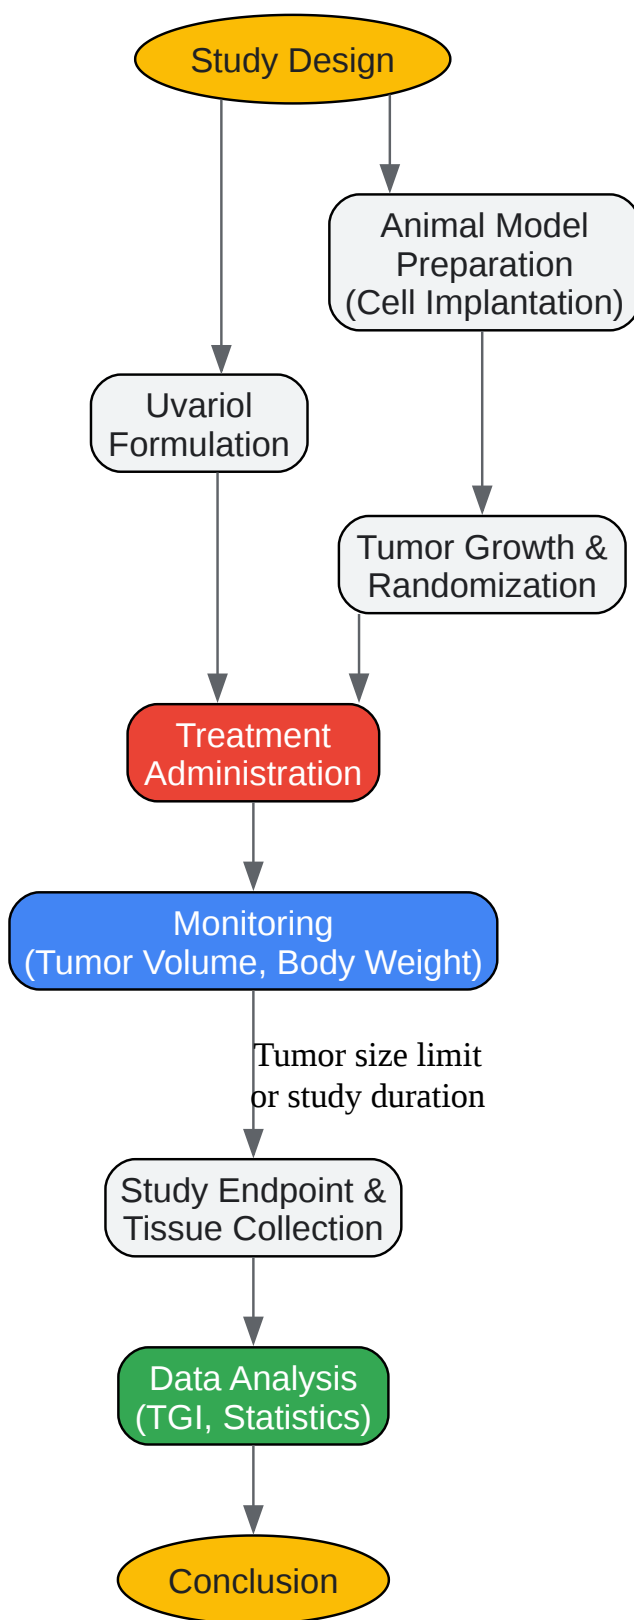 Study Design
Animal Model
Preparation
(Cell Implantation)
Uvariol
Formulation
Tumor Growth &
Randomization
Treatment
Administration
Monitoring
(Tumor Volume, Body Weight)
Tumor size limit
or study duration
Study Endpoint &
Tissue Collection
Data Analysis
(TGI, Statistics)
Conclusion